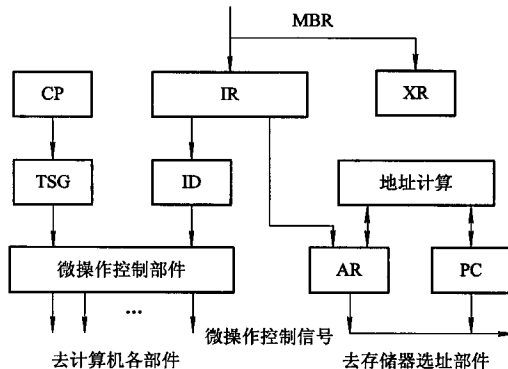 MBR
CP
IR
XR
TSG
ID
地址计算
微操作控制部件
AR
PC
...
微操作控制信号
去计算机各部件
去存储器选址部件